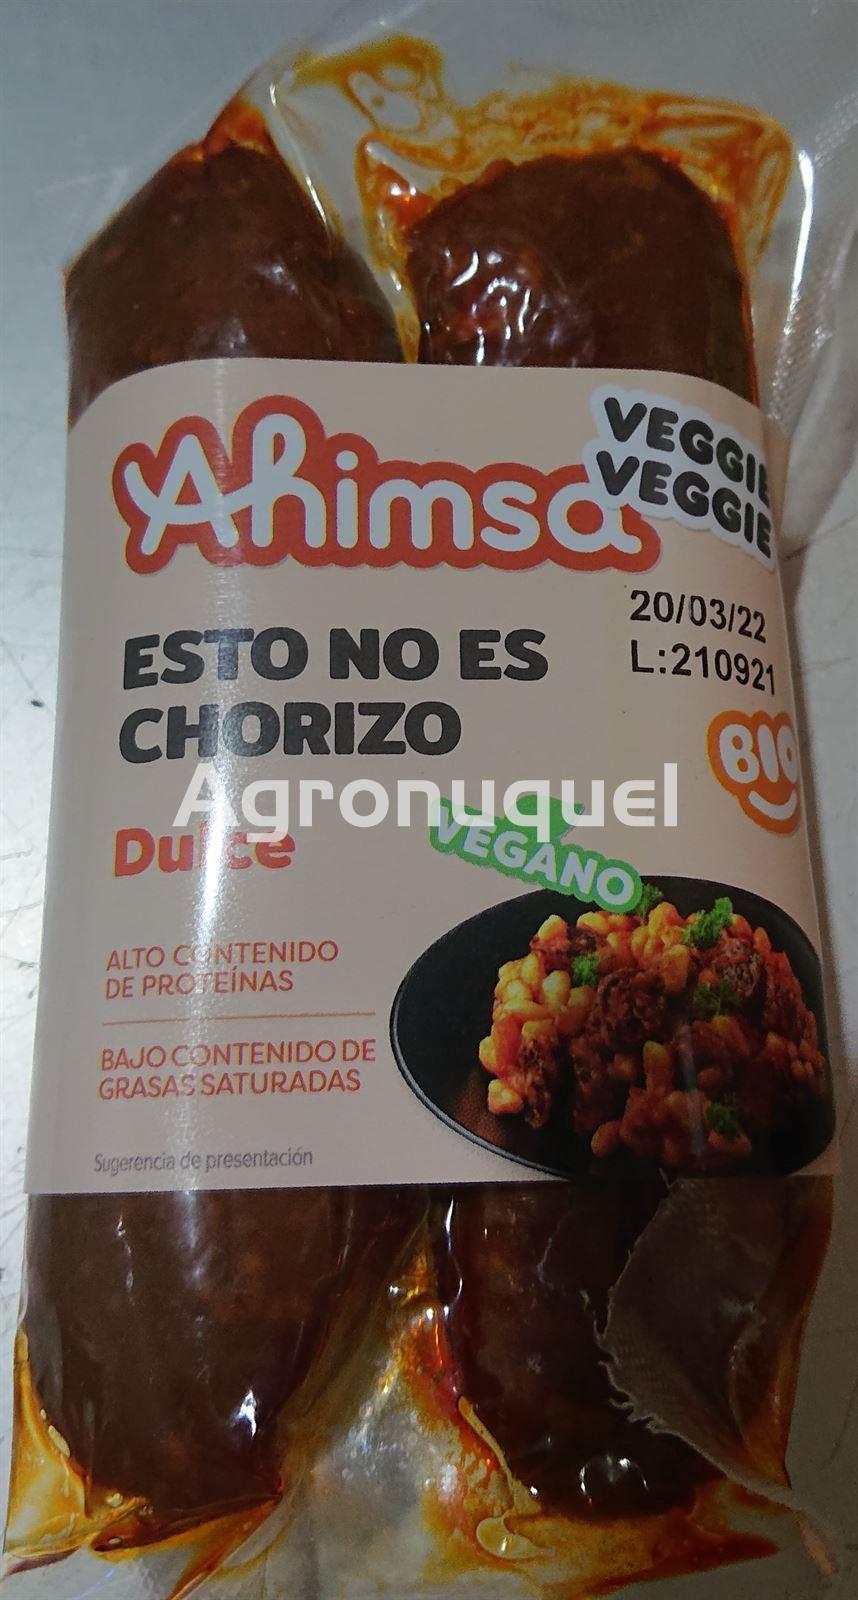 Ahimsa
VEGGIE
VEGGIE
20/03/22
L:210921
ESTO NO ES
CHORIZO
BIO
Agronuquel
Dulce
VEGANO
ALTO CONTENIDO
DE PROTEÍNAS
BAJO CONTENIDO DE
GRASAS SATURADAS
Sugerencia de presentación